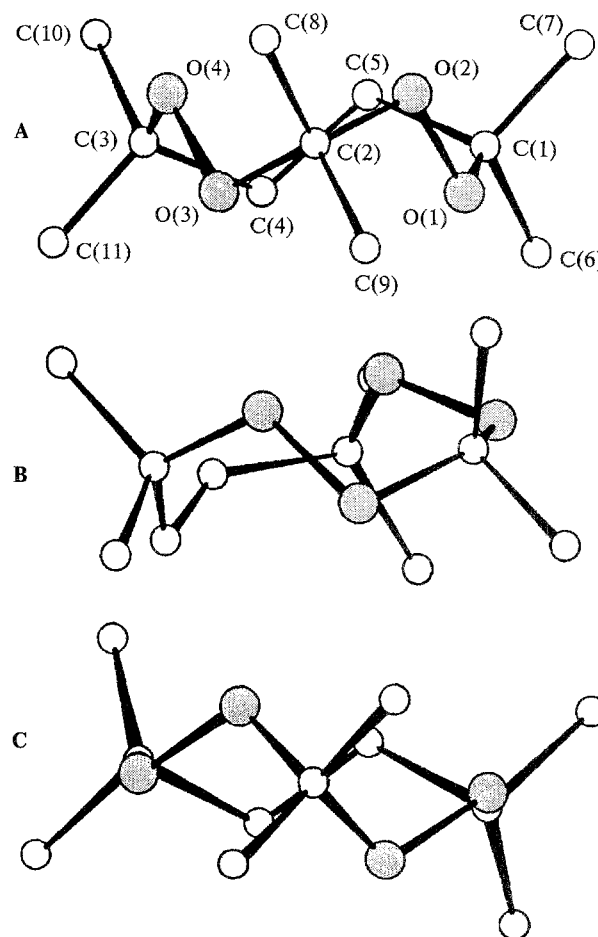 C(10)
C(8)
C(7)
O(4)
C(5)
O(2)
A
C(3)
C(2)
C(1)
O(3)
C(4)
O(1)
C(11)
C(9)
C(6)
B
C